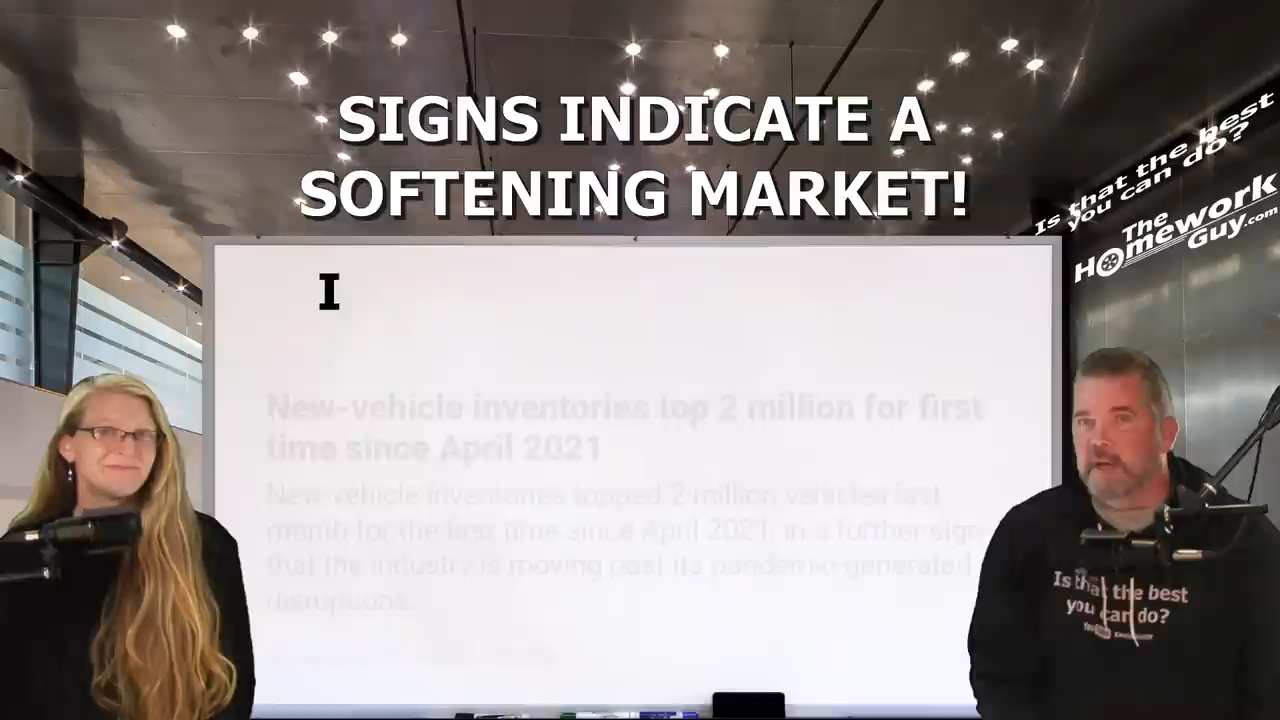 SIGNS INDICATE A
SOFTENING MARKET!
Is that the best
you can do?
The
Homework
Guy.com
I
New-vehicle inventories top 2 million for first
time since April 2021
New-vehicle inventories topped 2 million vehicles last
month for the first time since April 2021, in a further sign
that the industry is moving past its pandemic-generated
disruptions.
Is that the best
you can do?
YouTube